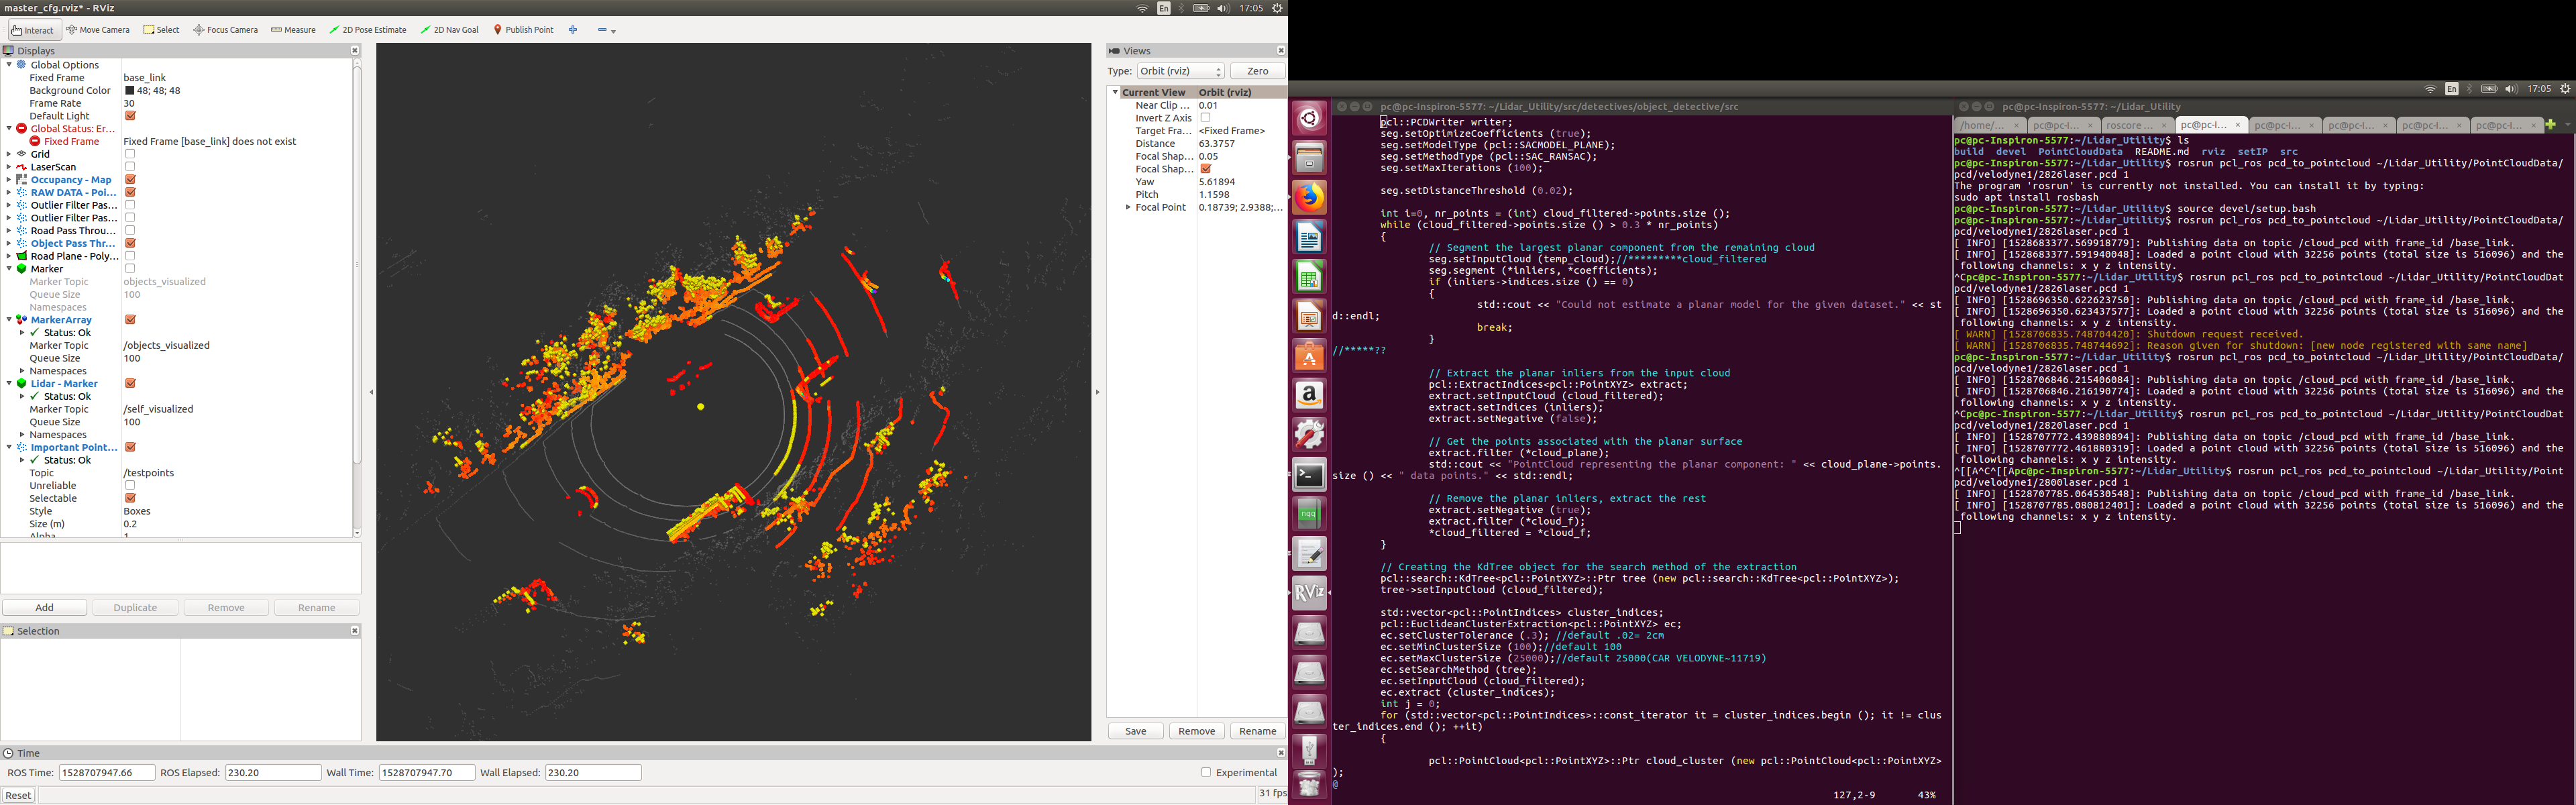 master_cfg.rviz* - RViz
En 17:05
Interact Move Camera Select Focus Camera Measure 2D Pose Estimate 2D Nav Goal Publish Point
Displays
Global Options
Fixed Frame base_link
Background Color 48; 48; 48
Frame Rate 30
Default Light
Global Status: Er...
Fixed Frame Fixed Frame [base_link] does not exist
Grid
LaserScan
Occupancy - Map
RAW DATA - Poi...
Outlier Filter Pas...
Outlier Filter Pas...
Road Pass Throu...
Object Pass Thr...
Road Plane - Poly...
Marker
Marker Topic objects_visualized
Queue Size 100
Namespaces
MarkerArray
Status: Ok
Marker Topic /objects_visualized
Queue Size 100
Namespaces
Lidar - Marker
Status: Ok
Marker Topic /self_visualized
Queue Size 100
Namespaces
Important Point...
Status: Ok
Topic /testpoints
Unreliable
Selectable
Style Boxes
Size (m) 0.2
Alpha 1
Add Duplicate Remove Rename
Selection
Views
Type: Orbit (rviz) Zero
Current View Orbit (rviz)
Near Clip ... 0.01
Invert Z Axis
Target Fra... <Fixed Frame>
Distance 63.3757
Focal Shap... 0.05
Focal Shap...
Yaw 5.61894
Pitch 1.1598
Focal Point 0.18739; 2.9388;...
Save Remove Rename
Time
ROS Time: 1528707947.66 ROS Elapsed: 230.20 Wall Time: 1528707947.70 Wall Elapsed: 230.20 Experimental
Reset 31 fps
En 17:05
pc@pc-Inspiron-5577: ~/Lidar_Utility/src/detectives/object_detective/src
pcl::PCDWriter writer;
seg.setOptimizeCoefficients (true);
seg.setModelType (pcl::SACMODEL_PLANE);
seg.setMethodType (pcl::SAC_RANSAC);
seg.setMaxIterations (100);
seg.setDistanceThreshold (0.02);
int i=0, nr_points = (int) cloud_filtered->points.size ();
while (cloud_filtered->points.size () > 0.3 * nr_points)
{
// Segment the largest planar component from the remaining cloud
seg.setInputCloud (temp_cloud);//*********cloud_filtered
seg.segment (*inliers, *coefficients);
if (inliers->indices.size () == 0)
{
std::cout << "Could not estimate a planar model for the given dataset." << st
d::endl;
break;
}
//*****??
// Extract the planar inliers from the input cloud
pcl::ExtractIndices<pcl::PointXYZ> extract;
extract.setInputCloud (cloud_filtered);
extract.setIndices (inliers);
extract.setNegative (false);
// Get the points associated with the planar surface
extract.filter (*cloud_plane);
std::cout << "PointCloud representing the planar component: " << cloud_plane->points.
size () << " data points." << std::endl;
// Remove the planar inliers, extract the rest
extract.setNegative (true);
extract.filter (*cloud_f);
*cloud_filtered = *cloud_f;
}
// Creating the KdTree object for the search method of the extraction
pcl::search::KdTree<pcl::PointXYZ>::Ptr tree (new pcl::search::KdTree<pcl::PointXYZ>);
tree->setInputCloud (cloud_filtered);
std::vector<pcl::PointIndices> cluster_indices;
pcl::EuclideanClusterExtraction<pcl::PointXYZ> ec;
ec.setClusterTolerance (.3); //default .02= 2cm
ec.setMinClusterSize (100);//default 100
ec.setMaxClusterSize (25000);//default 25000(CAR VELODYNE~11719)
ec.setSearchMethod (tree);
ec.setInputCloud (cloud_filtered);
ec.extract (cluster_indices);
int j = 0;
for (std::vector<pcl::PointIndices>::const_iterator it = cluster_indices.begin (); it != clus
ter_indices.end (); ++it)
{
pcl::PointCloud<pcl::PointXYZ>::Ptr cloud_cluster (new pcl::PointCloud<pcl::PointXYZ>
);
@
127,2-9 43%
pc@pc-Inspiron-5577: ~/Lidar_Utility
/home/... pc@pc-I... roscore ... pc@pc-I... pc@pc-I... pc@pc-I... pc@pc-I... pc@pc-I...
pc@pc-Inspiron-5577:~/Lidar_Utility$ ls
build devel PointCloudData README.md rviz setIP src
pc@pc-Inspiron-5577:~/Lidar_Utility$ rosrun pcl_ros pcd_to_pointcloud ~/Lidar_Utility/PointCloudData/
pcd/velodyne1/2826laser.pcd 1
The program 'rosrun' is currently not installed. You can install it by typing:
sudo apt install rosbash
pc@pc-Inspiron-5577:~/Lidar_Utility$ source devel/setup.bash
pc@pc-Inspiron-5577:~/Lidar_Utility$ rosrun pcl_ros pcd_to_pointcloud ~/Lidar_Utility/PointCloudData/
pcd/velodyne1/2826laser.pcd 1
[ INFO] [1528683377.569918779]: Publishing data on topic /cloud_pcd with frame_id /base_link.
[ INFO] [1528683377.591940048]: Loaded a point cloud with 32256 points (total size is 516096) and the
following channels: x y z intensity.
^Cpc@pc-Inspiron-5577:~/Lidar_Utility$ rosrun pcl_ros pcd_to_pointcloud ~/Lidar_Utility/PointCloudDat
a/pcd/velodyne1/2826laser.pcd 1
[ INFO] [1528696350.622623750]: Publishing data on topic /cloud_pcd with frame_id /base_link.
[ INFO] [1528696350.623437577]: Loaded a point cloud with 32256 points (total size is 516096) and the
following channels: x y z intensity.
[ WARN] [1528706835.748704420]: Shutdown request received.
[ WARN] [1528706835.748744692]: Reason given for shutdown: [new node registered with same name]
pc@pc-Inspiron-5577:~/Lidar_Utility$ rosrun pcl_ros pcd_to_pointcloud ~/Lidar_Utility/PointCloudData/
pcd/velodyne1/2826laser.pcd 1
[ INFO] [1528706846.215406084]: Publishing data on topic /cloud_pcd with frame_id /base_link.
[ INFO] [1528706846.216190774]: Loaded a point cloud with 32256 points (total size is 516096) and the
following channels: x y z intensity.
^Cpc@pc-Inspiron-5577:~/Lidar_Utility$ rosrun pcl_ros pcd_to_pointcloud ~/Lidar_Utility/PointCloudDat
a/pcd/velodyne1/2820laser.pcd 1
[ INFO] [1528707772.439880894]: Publishing data on topic /cloud_pcd with frame_id /base_link.
[ INFO] [1528707772.461880319]: Loaded a point cloud with 32256 points (total size is 516096) and the
following channels: x y z intensity.
^[[A^C^[[Apc@pc-Inspiron-5577:~/Lidar_Utility$ rosrun pcl_ros pcd_to_pointcloud ~/Lidar_Utility/Point
CloudData/pcd/velodyne1/2800laser.pcd 1
[ INFO] [1528707785.064530548]: Publishing data on topic /cloud_pcd with frame_id /base_link.
[ INFO] [1528707785.080812401]: Loaded a point cloud with 32256 points (total size is 516096) and the
following channels: x y z intensity.